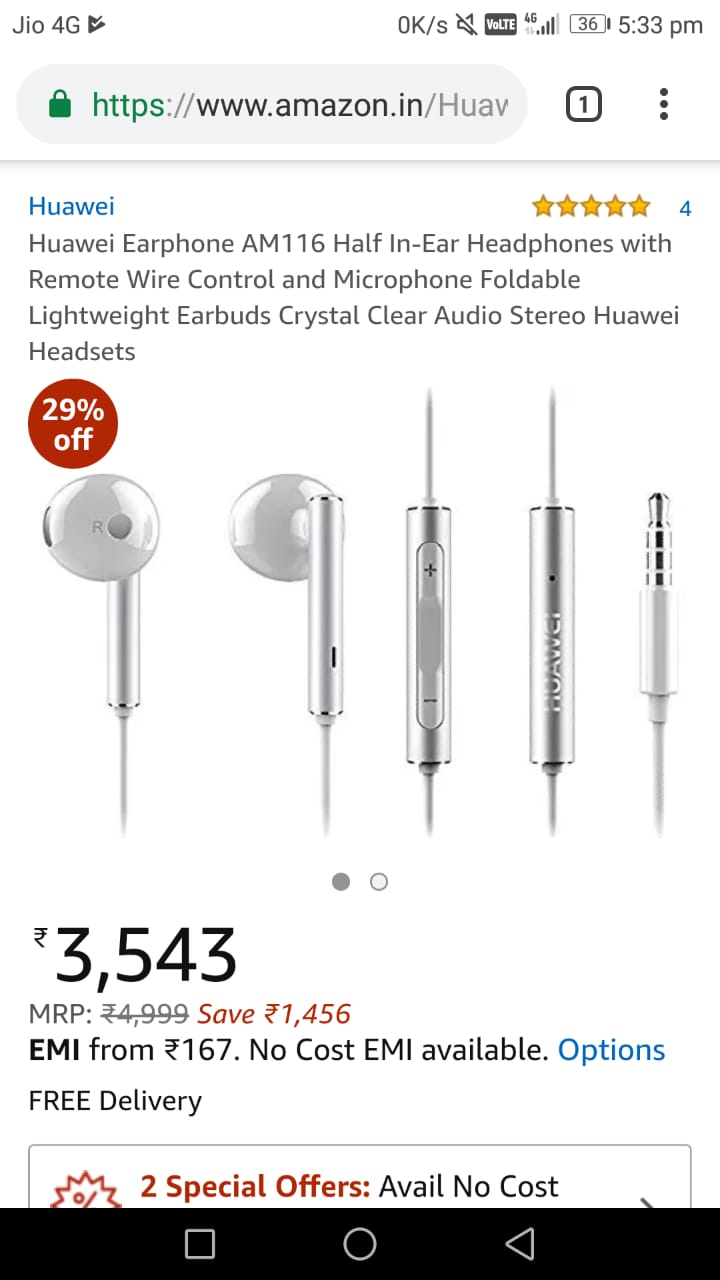 Jio 4G 0K/s VoLTE 4G 36 5:33 pm
https://www.amazon.in/Huaw 1
Huawei 4
Huawei Earphone AM116 Half In-Ear Headphones with
Remote Wire Control and Microphone Foldable
Lightweight Earbuds Crystal Clear Audio Stereo Huawei
Headsets
29%
off
R
+
HUAWEI
₹3,543
MRP: ₹4,999 Save ₹1,456
EMI from ₹167. No Cost EMI available. Options
FREE Delivery
2 Special Offers: Avail No Cost